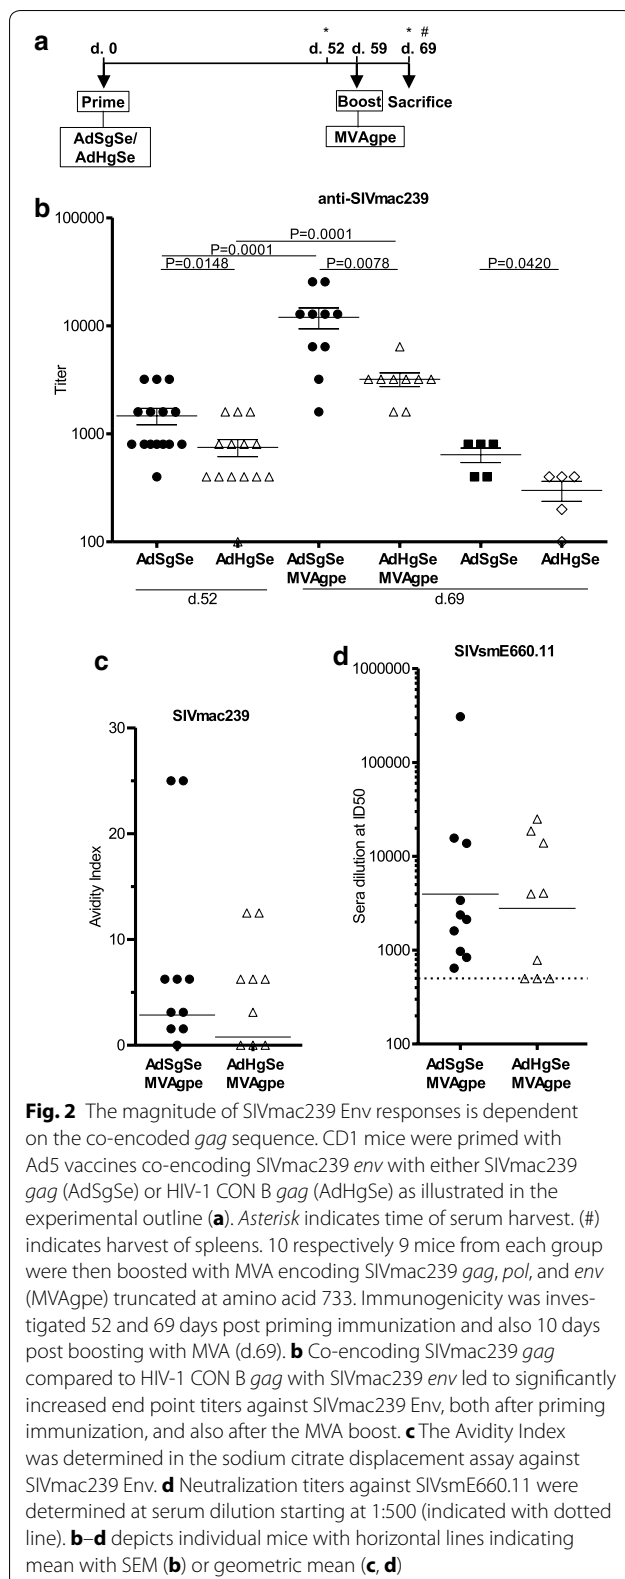 a
*
* #
d. 0
d. 52
d. 59
d. 69
Prime
Boost
Sacrifice
AdSgSe/
AdHgSe
MVAgpe
b
anti-SIVmac239
100000
10000
1000
100
Titer
P=0.0001
P=0.0001
P=0.0148
P=0.0078
P=0.0420
AdSgSe
AdHgSe
AdSgSe
MVAgpe
AdHgSe
MVAgpe
AdSgSe
AdHgSe
d.52
d.69
c
SIVmac239
30
20
10
0
Avidity Index
AdSgSe
MVAgpe
AdHgSe
MVAgpe
d
SIVsmE660.11
1000000
100000
10000
1000
100
Sera dilution at ID50
AdSgSe
MVAgpe
AdHgSe
MVAgpe
Fig. 2 The magnitude of SIVmac239 Env responses is dependent
on the co-encoded gag sequence. CD1 mice were primed with
Ad5 vaccines co-encoding SIVmac239 env with either SIVmac239
gag (AdSgSe) or HIV-1 CON B gag (AdHgSe) as illustrated in the
experimental outline (a). Asterisk indicates time of serum harvest. (#)
indicates harvest of spleens. 10 respectively 9 mice from each group
were then boosted with MVA encoding SIVmac239 gag, pol, and env
(MVAgpe) truncated at amino acid 733. Immunogenicity was inves-
tigated 52 and 69 days post priming immunization and also 10 days
post boosting with MVA (d.69). b Co-encoding SIVmac239 gag
compared to HIV-1 CON B gag with SIVmac239 env led to significantly
increased end point titers against SIVmac239 Env, both after priming
immunization, and also after the MVA boost. c The Avidity Index
was determined in the sodium citrate displacement assay against
SIVmac239 Env. d Neutralization titers against SIVsmE660.11 were
determined at serum dilution starting at 1:500 (indicated with dotted
line). b–d depicts individual mice with horizontal lines indicating
mean with SEM (b) or geometric mean (c, d)